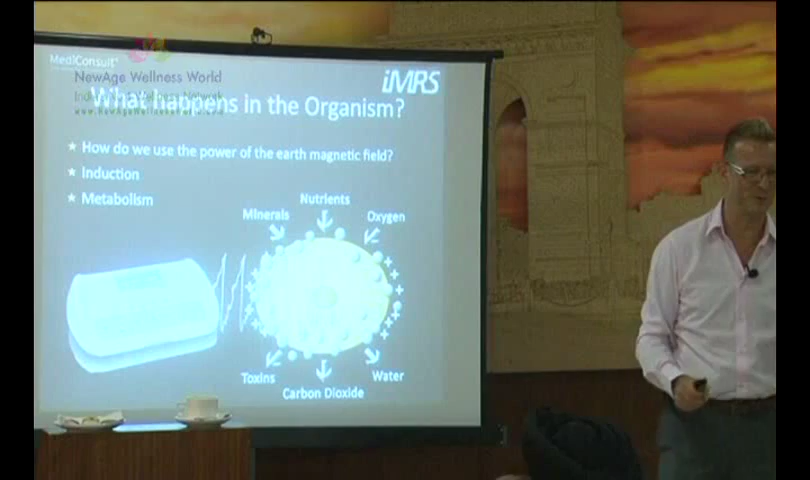 MediConsult
iMRS
NewAge Wellness World
What happens in the Organism?
★ How do we use the power of the earth magnetic field?
★ Induction
★ Metabolism
Nutrients
Minerals
Oxygen
Toxins
Water
Carbon Dioxide